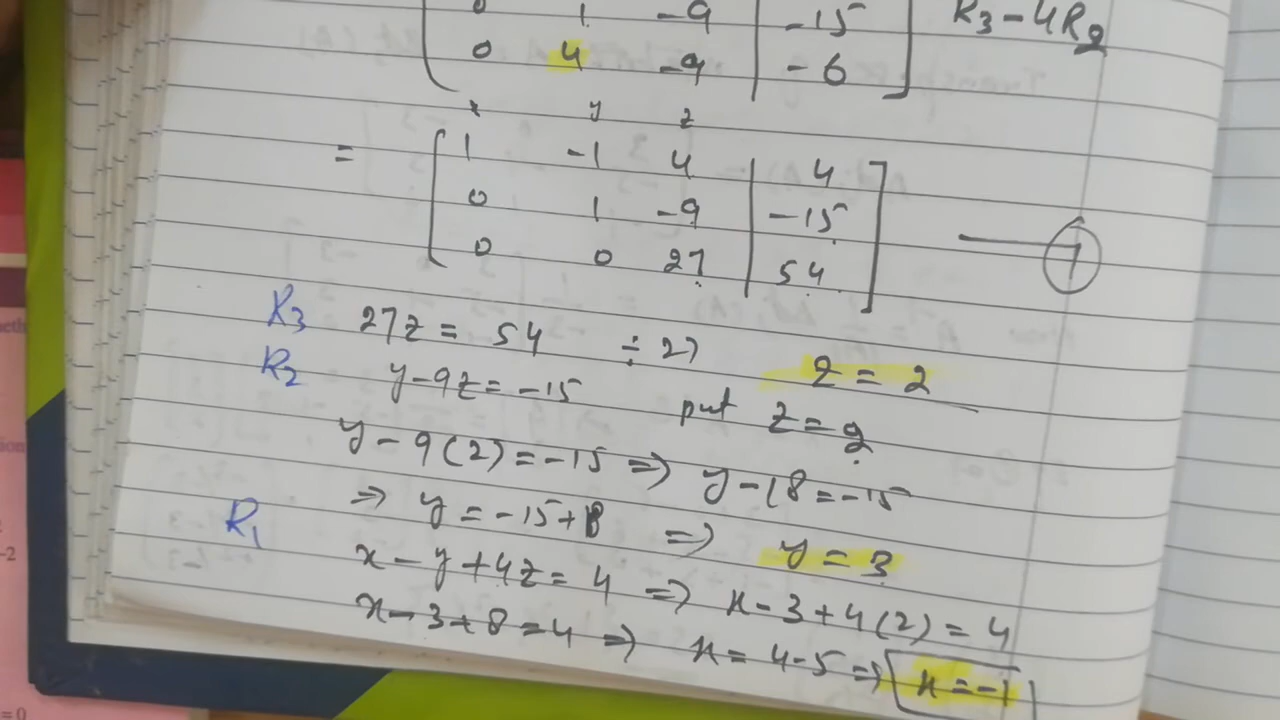 0 1 -9 | -15 R3-4R2
0 4 -9 | -6
x y z
= 1 -1 4 | 4
0 1 -9 | -15
0 0 27 | 54 — 1
R3 27z = 54 ÷ 27 z = 2
R2 y-9z = -15 put z = 2
y - 9(2) = -15 ⇒ y - 18 = -15
⇒ y = -15+18 ⇒ y = 3
R1 x - y + 4z = 4 ⇒ x - 3 + 4(2) = 4
x - 3 + 8 = 4 ⇒ x = 4-5 ⇒ x = -1
-2
= 0